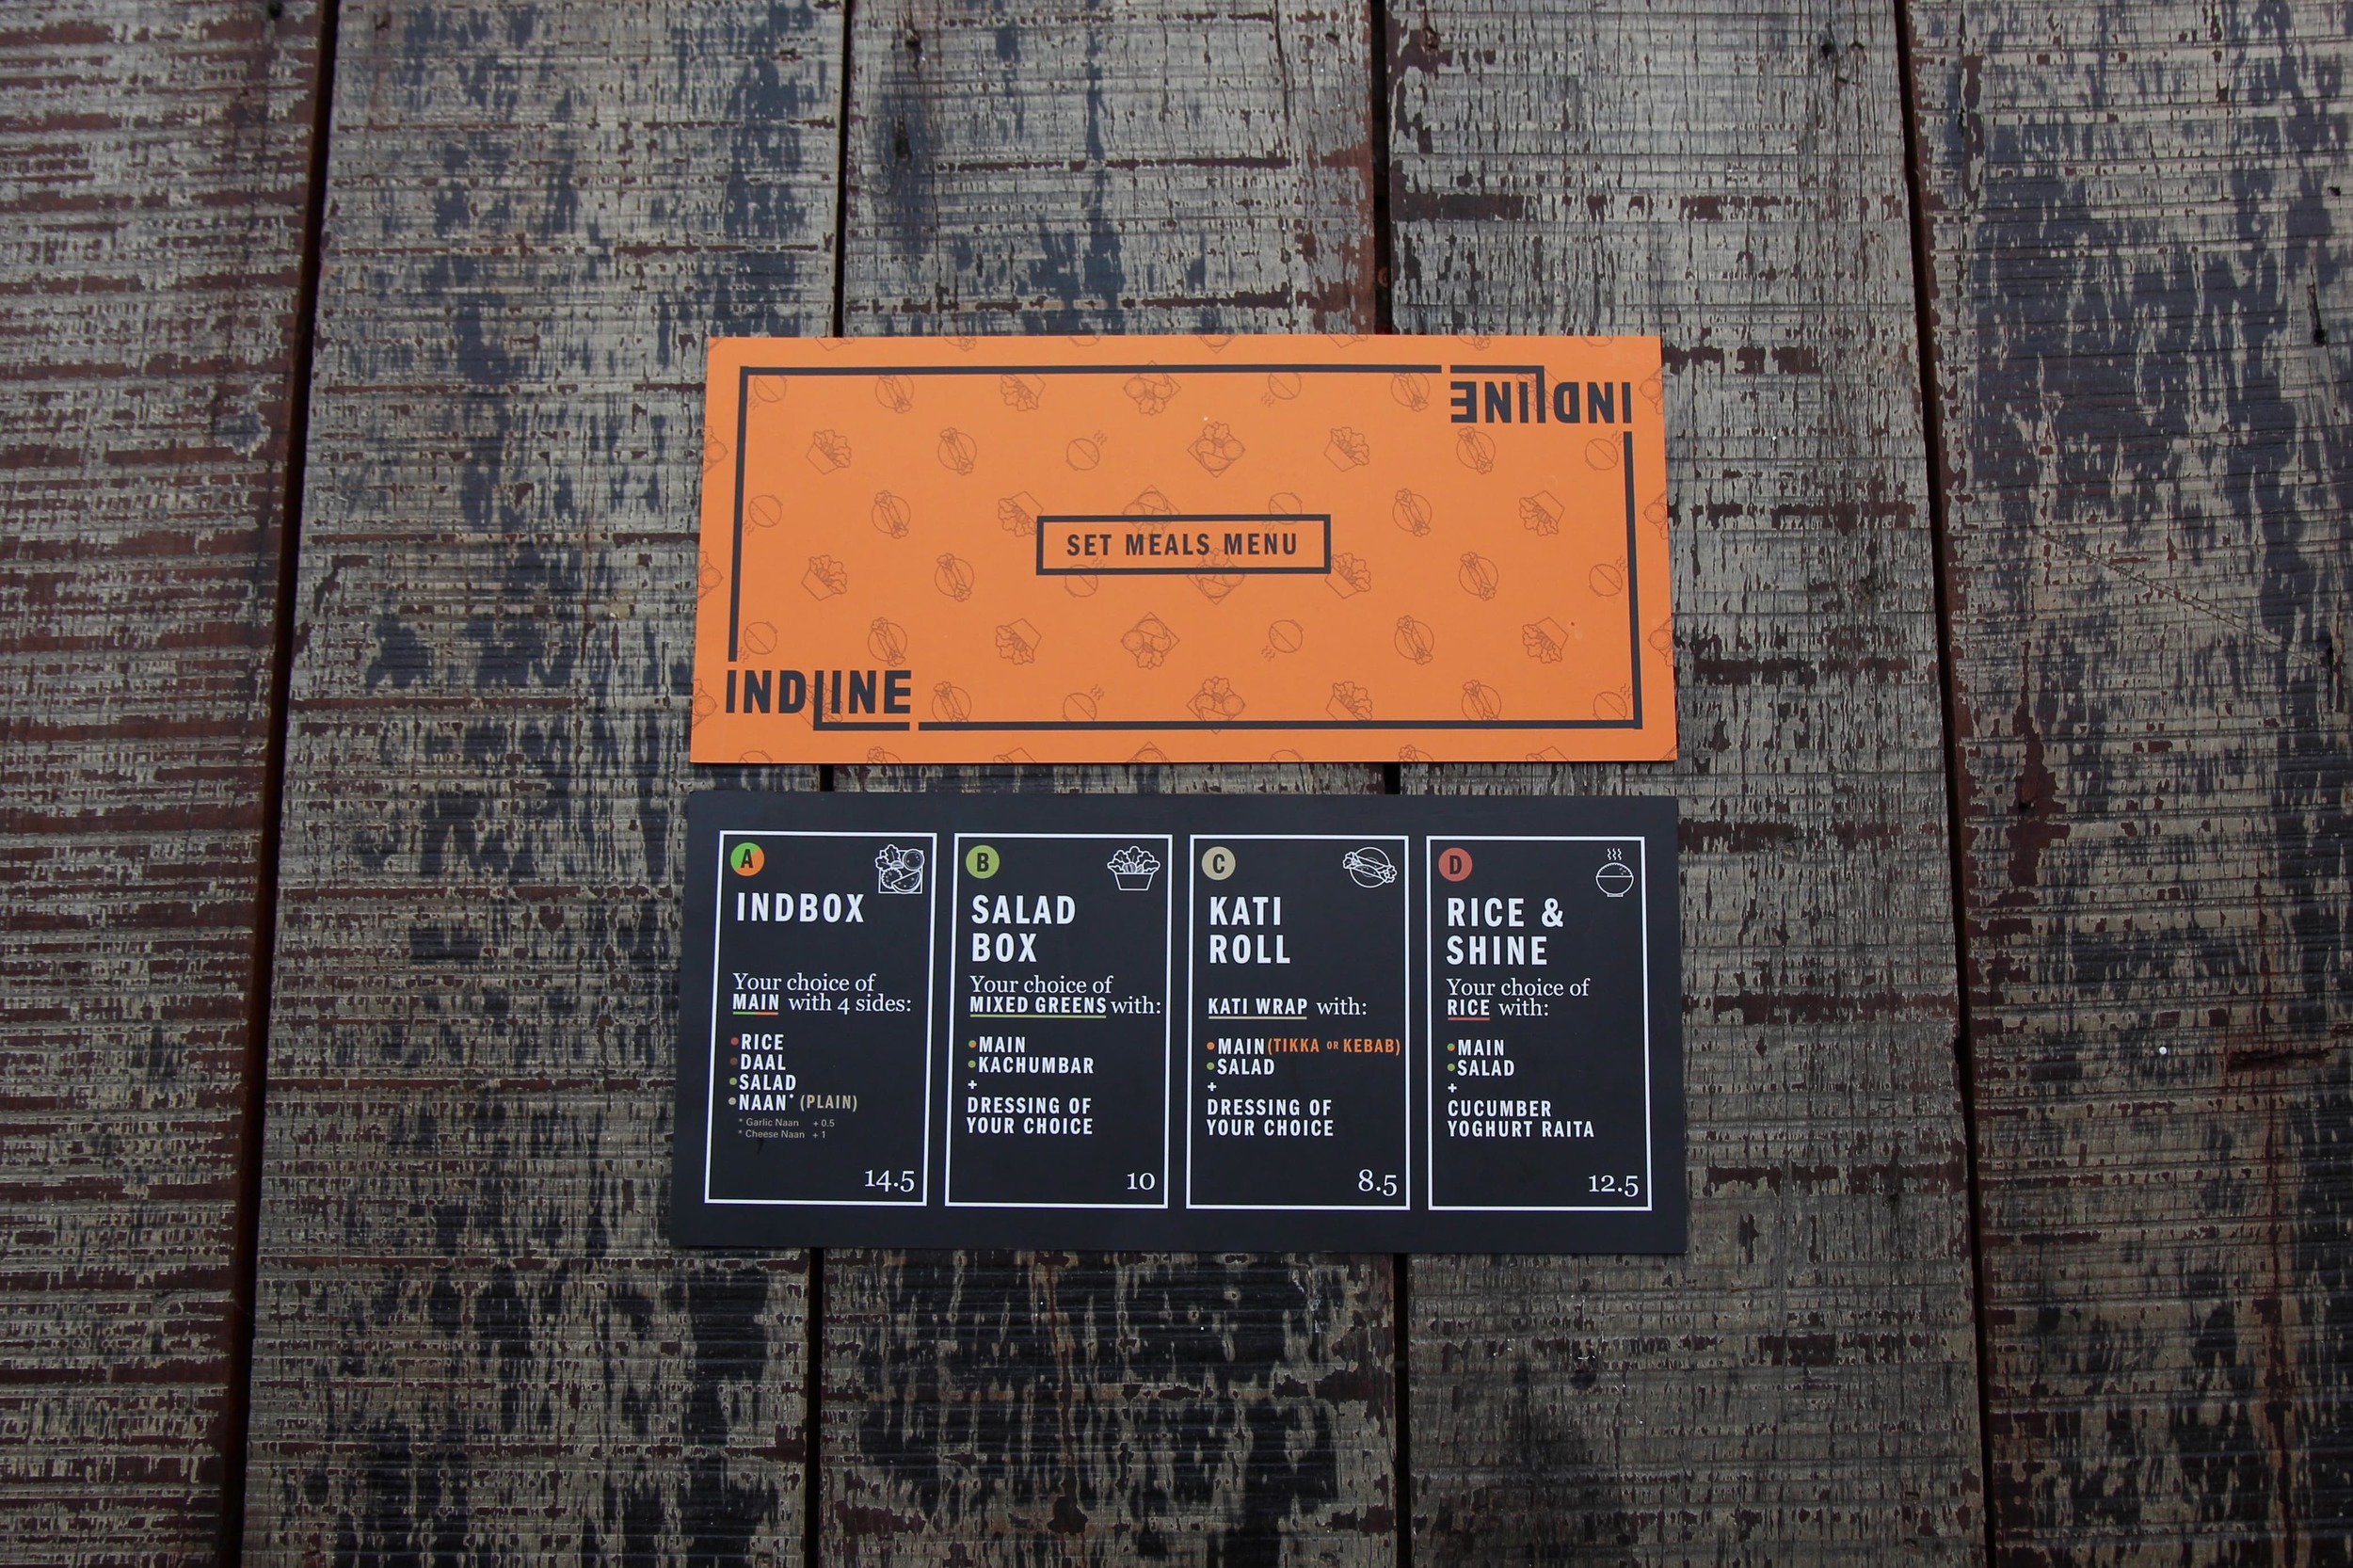 INDLINE
SET MEALS MENU
INDLINE
A
INDBOX
Your choice of
MAIN with 4 sides:
•RICE
•DAAL
•SALAD
•NAAN* (PLAIN)
* Garlic Naan + 0.5
* Cheese Naan + 1
14.5
B
SALAD
BOX
Your choice of
MIXED GREENS with:
•MAIN
•KACHUMBAR
+
DRESSING OF
YOUR CHOICE
10
C
KATI
ROLL
KATI WRAP with:
•MAIN (TIKKA OR KEBAB)
•SALAD
+
DRESSING OF
YOUR CHOICE
8.5
D
RICE &
SHINE
Your choice of
RICE with:
•MAIN
•SALAD
+
CUCUMBER
YOGHURT RAITA
12.5